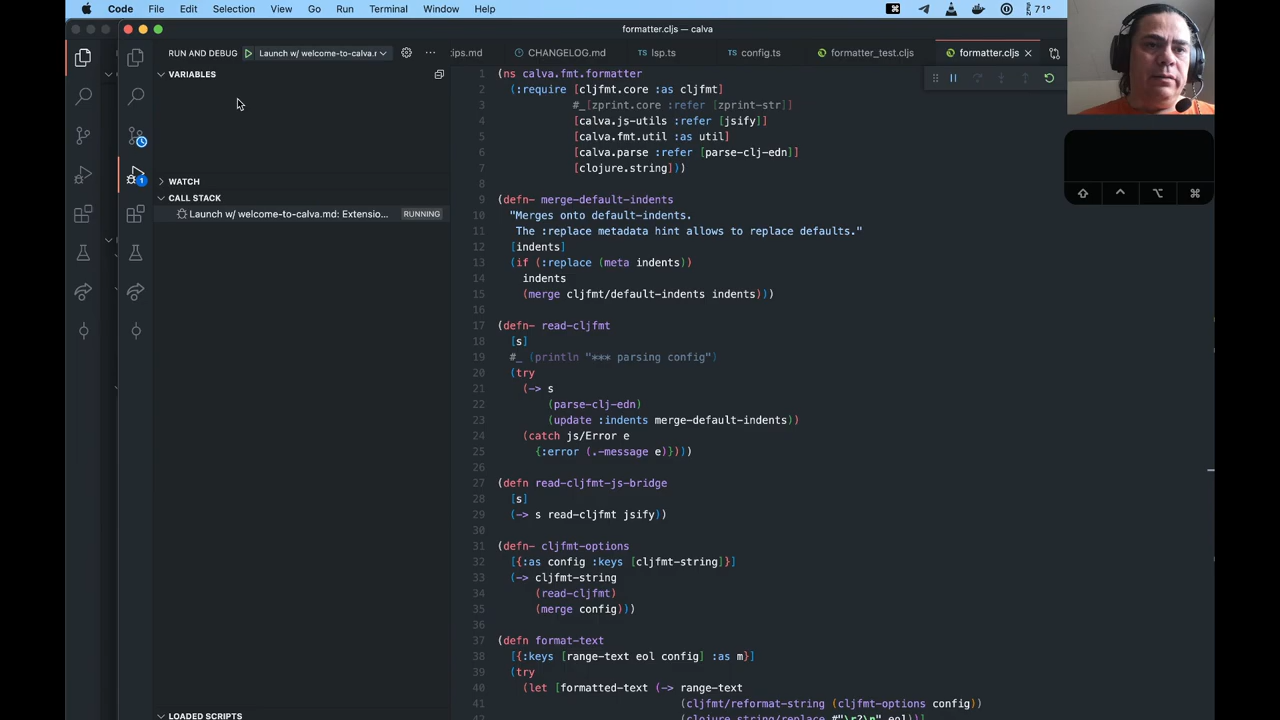 Code File Edit Selection View Go Run Terminal Window Help 71°
formatter.cljs — calva
RUN AND DEBUG Launch w/ welcome-to-calva.r ··· tips.md CHANGELOG.md lsp.ts config.ts formatter_test.cljs formatter.cljs
VARIABLES
WATCH
CALL STACK
Launch w/ welcome-to-calva.md: Extensio... RUNNING
LOADED SCRIPTS
1
1 (ns calva.fmt.formatter
2 (:require [cljfmt.core :as cljfmt]
3 #_[zprint.core :refer [zprint-str]]
4 [calva.js-utils :refer [jsify]]
5 [calva.fmt.util :as util]
6 [calva.parse :refer [parse-clj-edn]]
7 [clojure.string]))
8
9 (defn- merge-default-indents
10 "Merges onto default-indents.
11 The :replace metadata hint allows to replace defaults."
12 [indents]
13 (if (:replace (meta indents))
14 indents
15 (merge cljfmt/default-indents indents)))
16
17 (defn- read-cljfmt
18 [s]
19 #_ (println "*** parsing config")
20 (try
21 (-> s
22 (parse-clj-edn)
23 (update :indents merge-default-indents))
24 (catch js/Error e
25 {:error (.-message e)})))
26
27 (defn read-cljfmt-js-bridge
28 [s]
29 (-> s read-cljfmt jsify))
30
31 (defn- cljfmt-options
32 [{:as config :keys [cljfmt-string]}]
33 (-> cljfmt-string
34 (read-cljfmt)
35 (merge config)))
36
37 (defn format-text
38 [{:keys [range-text eol config] :as m}]
39 (try
40 (let [formatted-text (-> range-text
41 (cljfmt/reformat-string (cljfmt-options config))
42 (clojure.string/replace #"\r?\n" eol))]